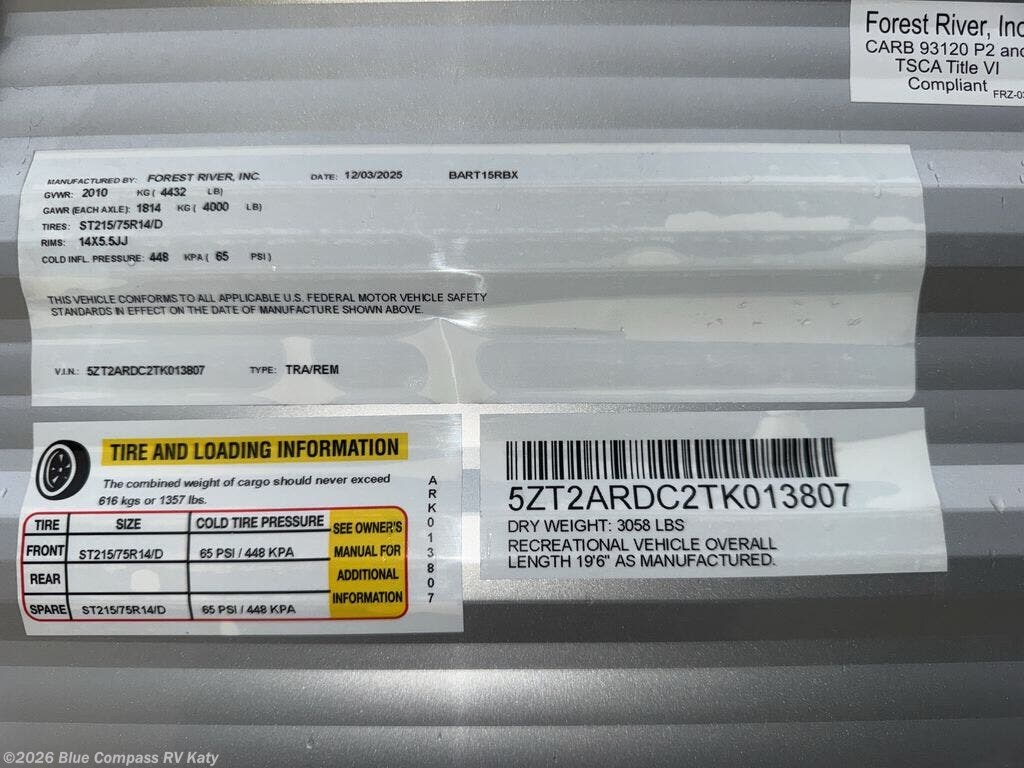 Forest River, Inc
CARB 93120 P2 and
TSCA Title VI
Compliant
FRZ-03
MANUFACTURED BY: FOREST RIVER, INC. DATE: 12/03/2025 BART15RBX
GVWR: 2010 KG ( 4432 LB)
GAWR (EACH AXLE): 1814 KG ( 4000 LB)
TIRES: ST215/75R14/D
RIMS: 14X5.5JJ
COLD INFL. PRESSURE: 448 KPA ( 65 PSI )
THIS VEHICLE CONFORMS TO ALL APPLICABLE U.S. FEDERAL MOTOR VEHICLE SAFETY
STANDARDS IN EFFECT ON THE DATE OF MANUFACTURE SHOWN ABOVE.
V.I.N.: 5ZT2ARDC2TK013807 TYPE: TRA/REM
TIRE AND LOADING INFORMATION
The combined weight of cargo should never exceed
616 kgs or 1357 lbs.
TIRE SIZE COLD TIRE PRESSURE SEE OWNER'S
FRONT ST215/75R14/D 65 PSI / 448 KPA MANUAL FOR
REAR ADDITIONAL
SPARE ST215/75R14/D 65 PSI / 448 KPA INFORMATION
ARK013807
5ZT2ARDC2TK013807
DRY WEIGHT: 3058 LBS
RECREATIONAL VEHICLE OVERALL
LENGTH 19'6" AS MANUFACTURED.
©2026 Blue Compass RV Katy